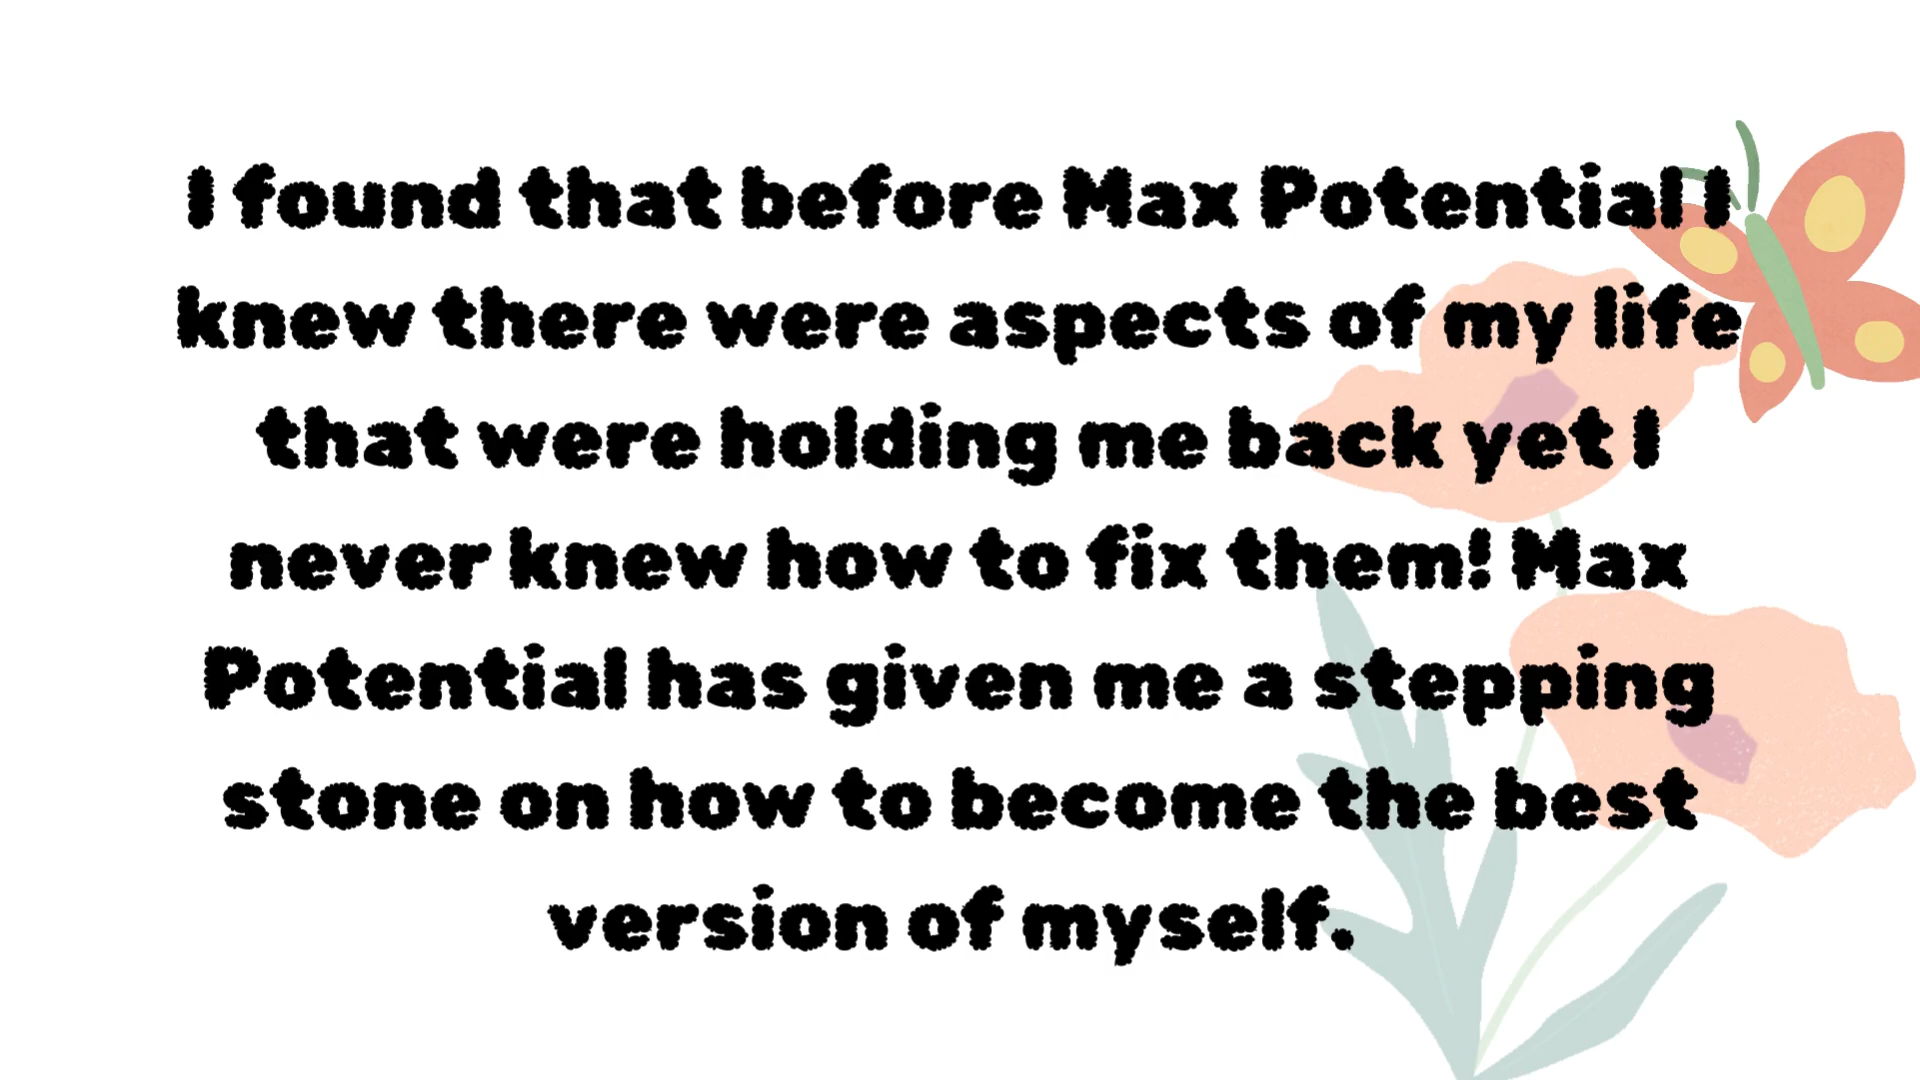 I found that before Max Potential I
knew there were aspects of my life
that were holding me back yet I
never knew how to fix them! Max
Potential has given me a stepping
stone on how to become the best
version of myself.